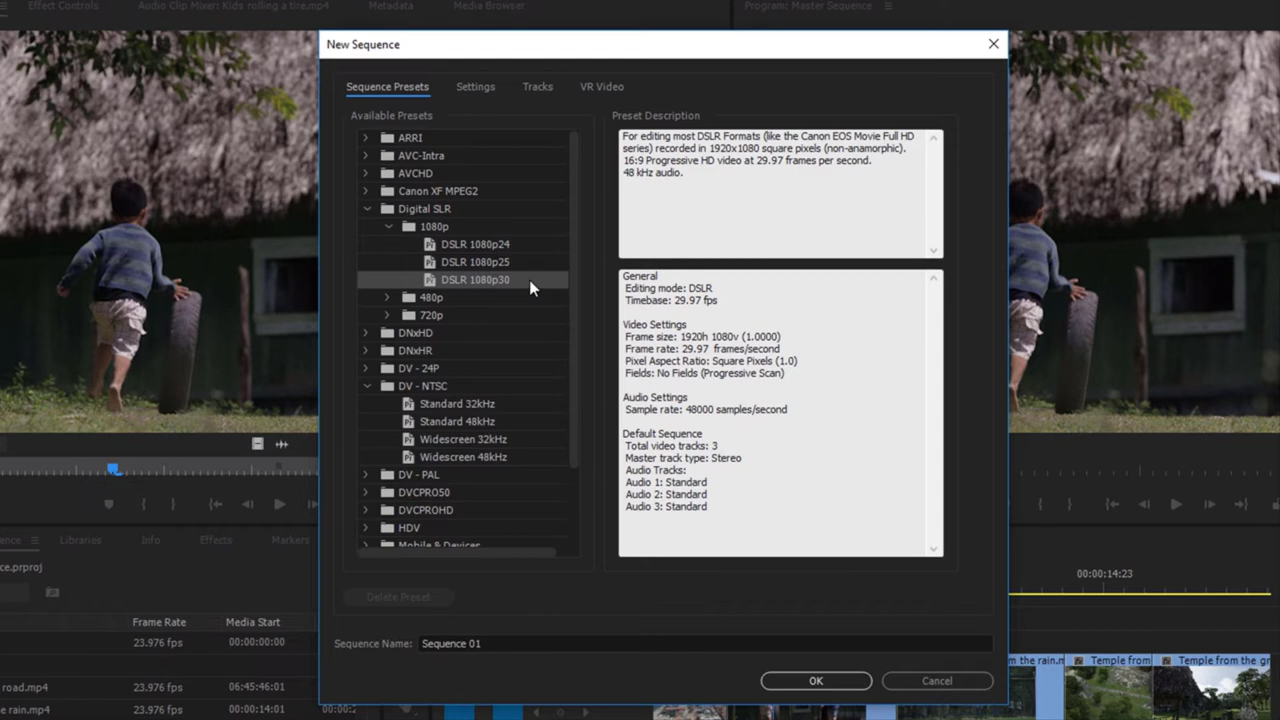 Effect Controls
Audio Clip Mixer: Kids rolling a tire.mp4
Metadata
Media Browser
Program: Master Sequence
New Sequence
Sequence Presets
Settings
Tracks
VR Video
Available Presets
ARRI
AVC-Intra
AVCHD
Canon XF MPEG2
Digital SLR
1080p
DSLR 1080p24
DSLR 1080p25
DSLR 1080p30
480p
720p
DNxHD
DNxHR
DV - 24P
DV - NTSC
Standard 32kHz
Standard 48kHz
Widescreen 32kHz
Widescreen 48kHz
DV - PAL
DVCPRO50
DVCPROHD
HDV
Mobile & Devices
Delete Preset
Preset Description
For editing most DSLR Formats (like the Canon EOS Movie Full HD
series) recorded in 1920x1080 square pixels (non-anamorphic).
16:9 Progressive HD video at 29.97 frames per second.
48 kHz audio.
General
Editing mode: DSLR
Timebase: 29.97 fps
Video Settings
Frame size: 1920h 1080v (1.0000)
Frame rate: 29.97 frames/second
Pixel Aspect Ratio: Square Pixels (1.0)
Fields: No Fields (Progressive Scan)
Audio Settings
Sample rate: 48000 samples/second
Default Sequence
Total video tracks: 3
Master track type: Stereo
Audio Tracks:
Audio 1: Standard
Audio 2: Standard
Audio 3: Standard
Sequence Name: Sequence 01
OK
Cancel
ence
Libraries
Info
Effects
Markers
ce.prproj
Frame Rate
Media Start
23.976 fps
00:00:00:00
road.mp4
23.976 fps
06:45:46:01
e rain.mp4
23.976 fps
00:00:14:01
00:00:2
00:00:14:23
m the rain.m
Temple from
Temple from the gr